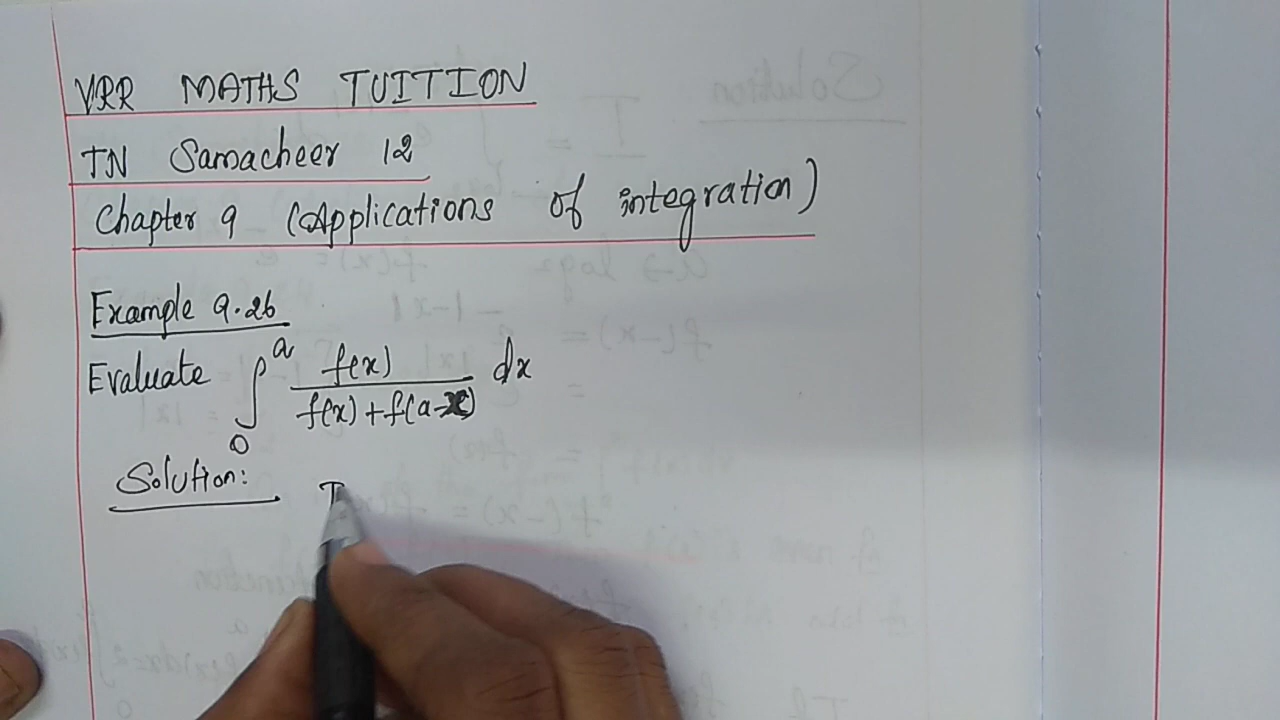 VRR MATHS TUITION
TN Samacheer 12
Chapter 9 (Applications of integration)
Example 9.26
Evaluate ∫₀ᵃ f(x) / (f(x)+f(a-x)) dx
Solution: I